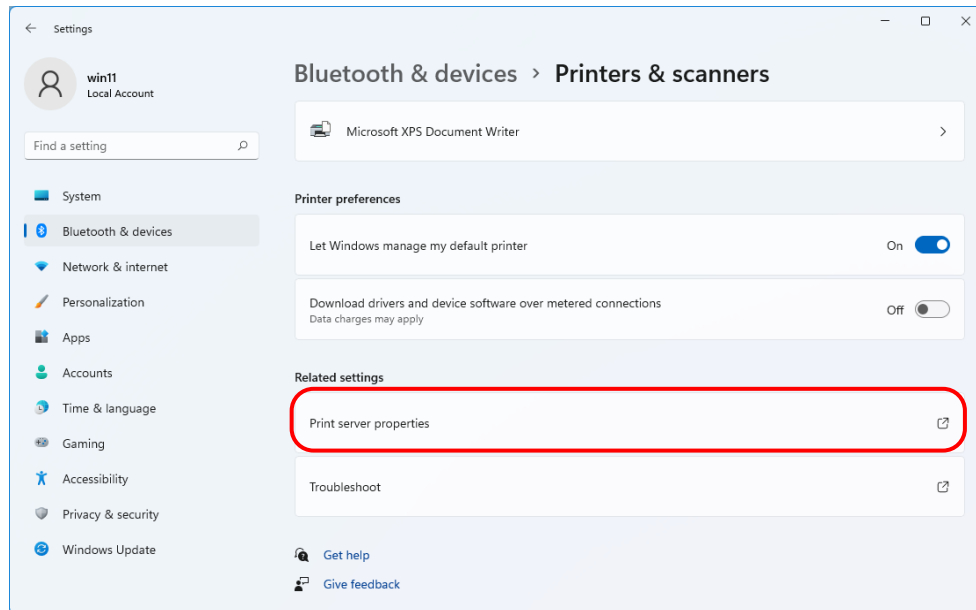 Settings
win11
Local Account
Find a setting
System
Bluetooth & devices
Network & internet
Personalization
Apps
Accounts
Time & language
Gaming
Accessibility
Privacy & security
Windows Update
Bluetooth & devices › Printers & scanners
Microsoft XPS Document Writer
Printer preferences
Let Windows manage my default printer On
Download drivers and device software over metered connections
Data charges may apply
Off
Related settings
Print server properties
Troubleshoot
Get help
Give feedback